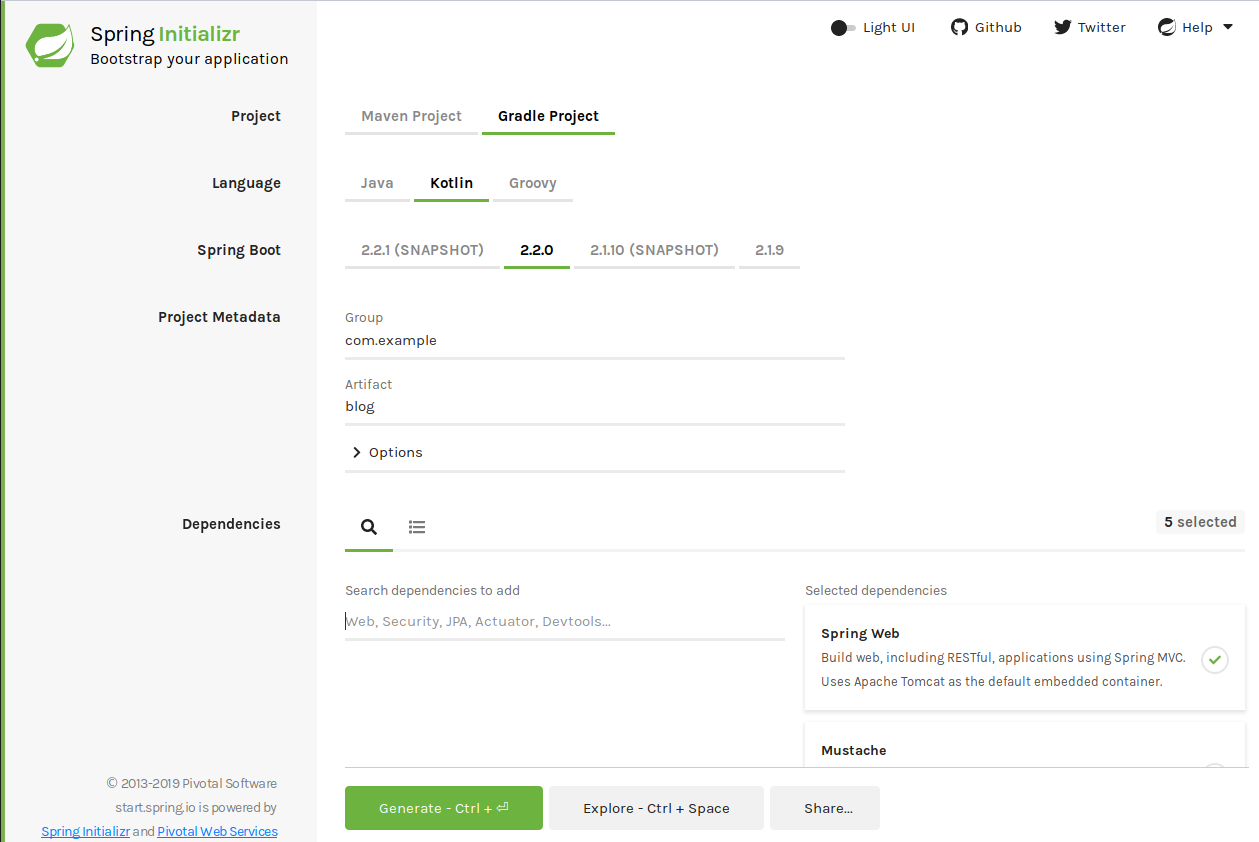 Spring Initializr
Bootstrap your application
Light UI
Github
Twitter
Help
Project
Maven Project
Gradle Project
Language
Java
Kotlin
Groovy
Spring Boot
2.2.1 (SNAPSHOT)
2.2.0
2.1.10 (SNAPSHOT)
2.1.9
Project Metadata
Group
com.example
Artifact
blog
Options
Dependencies
5 selected
Search dependencies to add
Web, Security, JPA, Actuator, Devtools...
Selected dependencies
Spring Web
Build web, including RESTful, applications using Spring MVC.
Uses Apache Tomcat as the default embedded container.
Mustache
© 2013-2019 Pivotal Software
start.spring.io is powered by
Spring Initializr and Pivotal Web Services
Generate - Ctrl + ⏎
Explore - Ctrl + Space
Share...